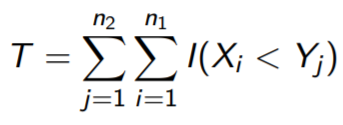 T = \sum_{j=1}^{n_2} \sum_{i=1}^{n_1} I(X_i < Y_j)